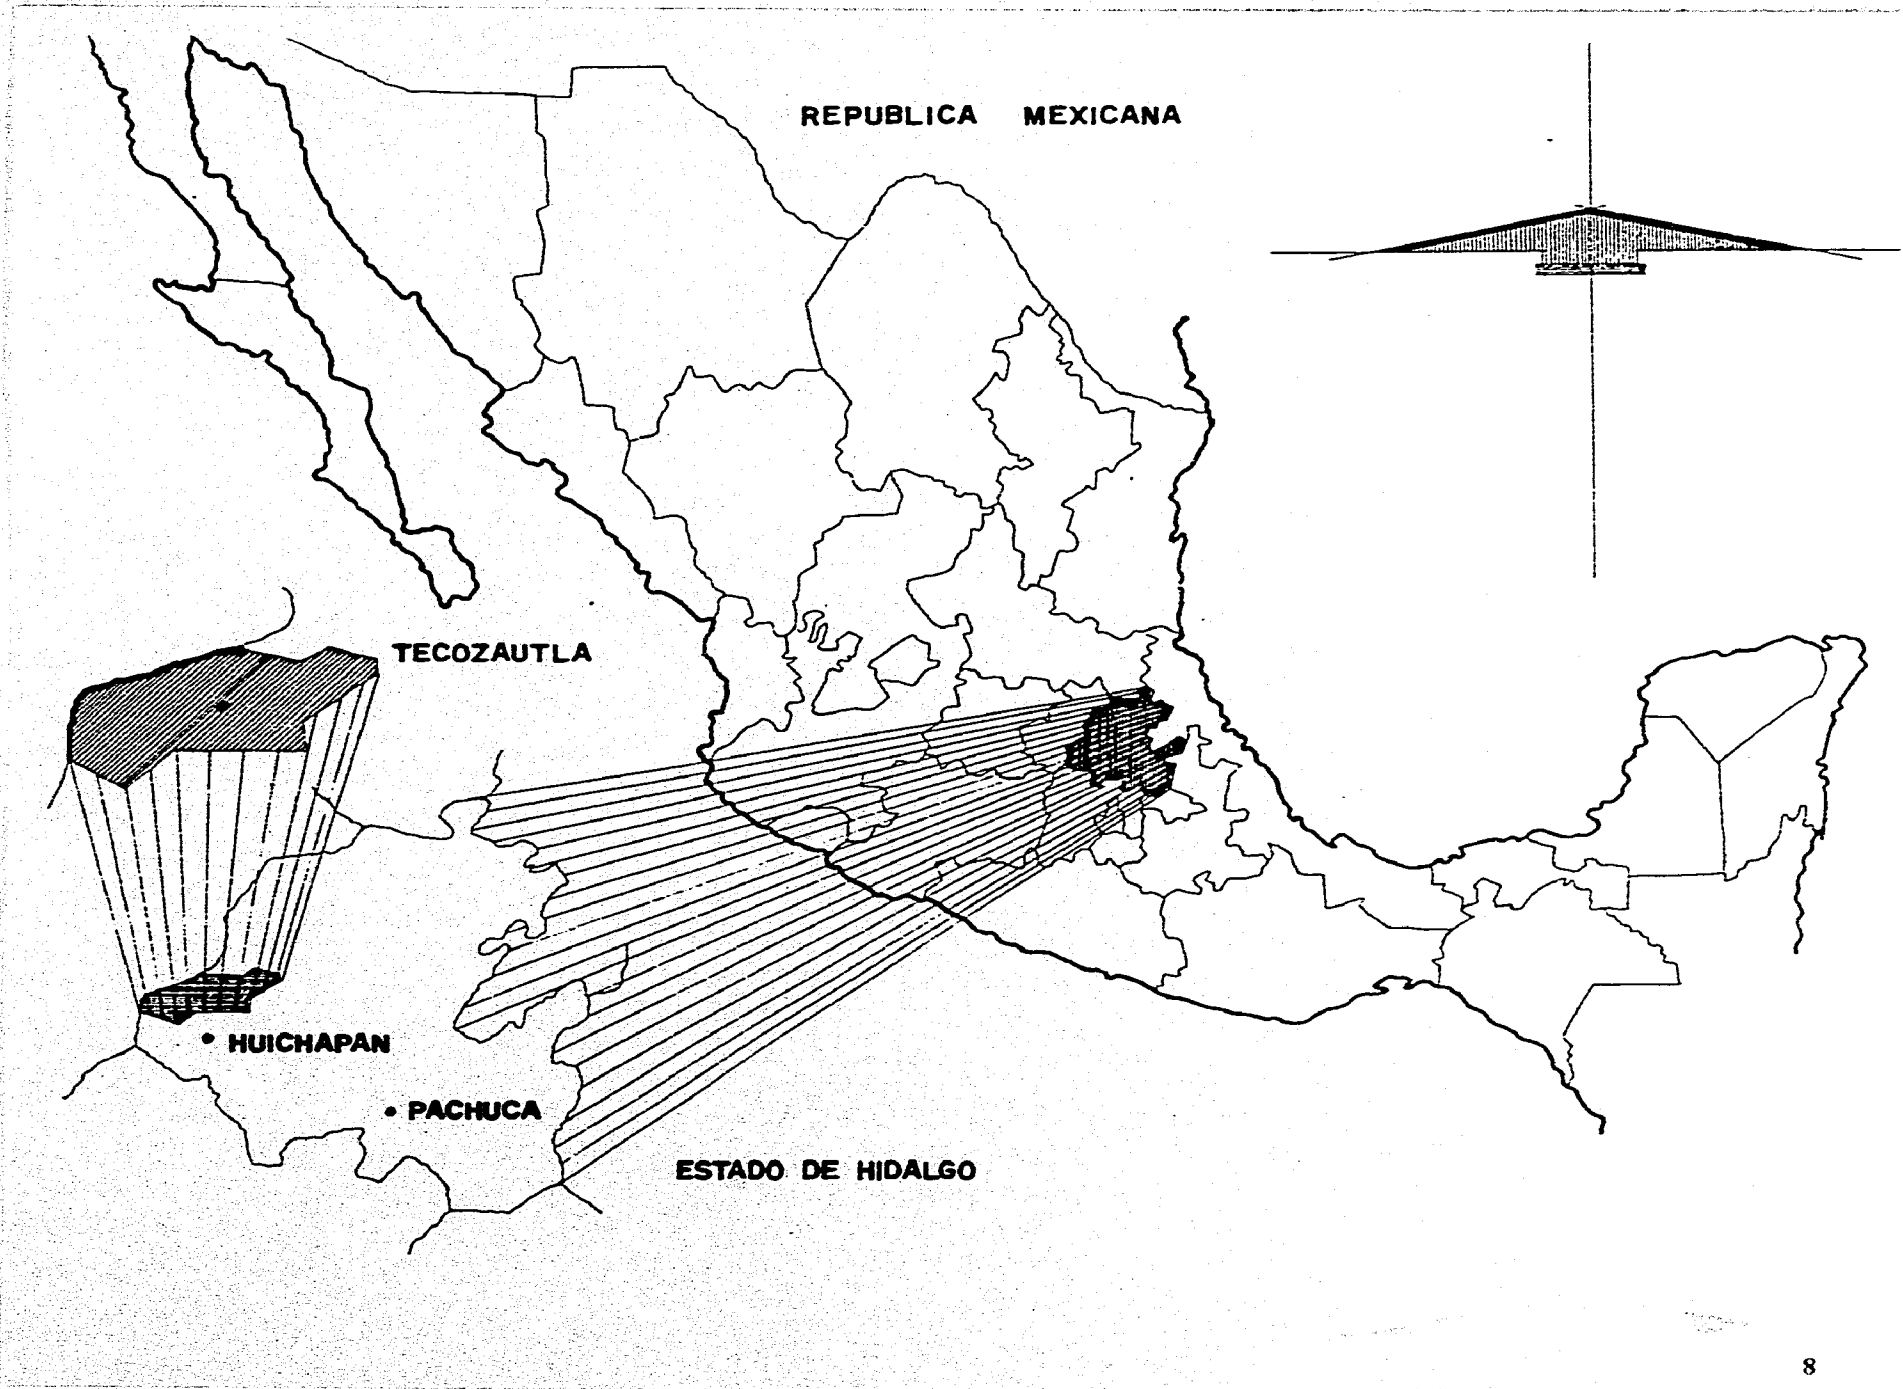 REPUBLICA MEXICANA
TECOZAUTLA
HUICHAPAN
PACHUCA
ESTADO DE HIDALGO
8